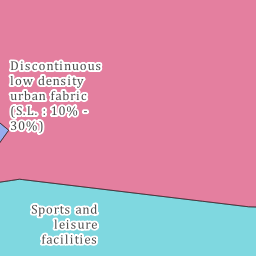 Discontinuous
low density
urban fabric
(S.L. : 10% -
30%)
Sports and
leisure
facilities